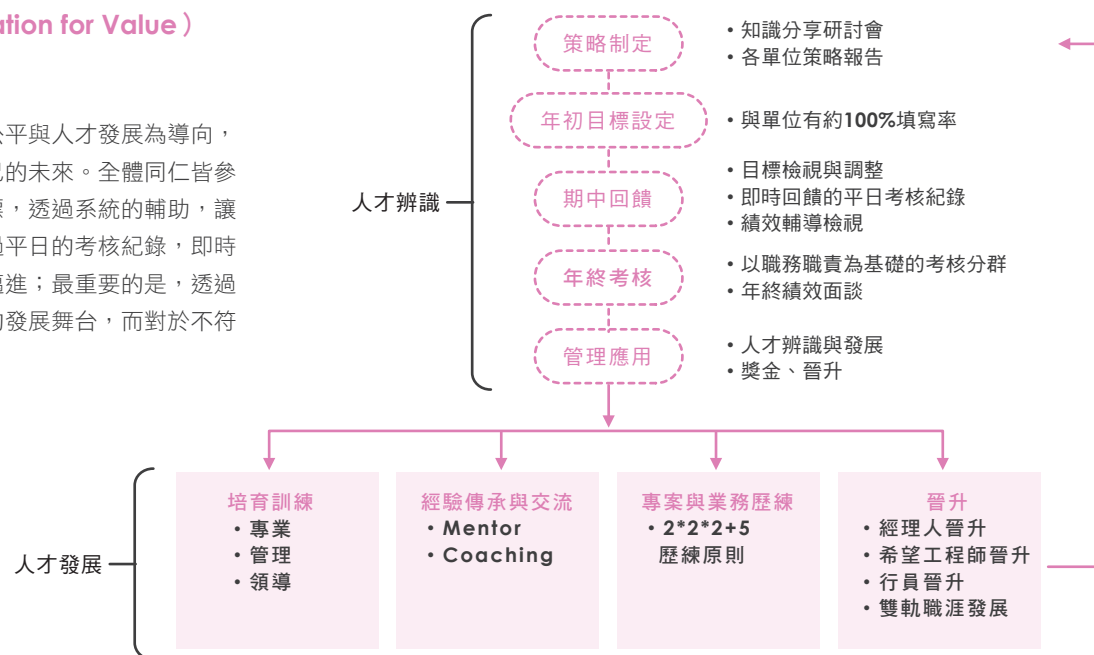 ation for Value）
公平與人才發展為導向，
己的未來。全體同仁皆參
標，透過系統的輔助，讓
過平日的考核紀錄，即時
邁進；最重要的是，透過
的發展舞台，而對於不符
人才辨識
策略制定
•知識分享研討會
•各單位策略報告
年初目標設定
•與單位有約100%填寫率
期中回饋
•目標檢視與調整
•即時回饋的平日考核紀錄
•績效輔導檢視
年終考核
•以職務職責為基礎的考核分群
•年終績效面談
管理應用
•人才辨識與發展
•獎金、晉升
人才發展
培育訓練
•專業
•管理
•領導
經驗傳承與交流
•Mentor
•Coaching
專案與業務歷練
•2*2*2+5
歷練原則
晉升
•經理人晉升
•希望工程師晉升
•行員晉升
•雙軌職涯發展